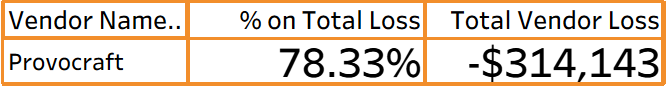 Vendor Name.. % on Total Loss Total Vendor Loss
Provocraft 78.33% -$314,143